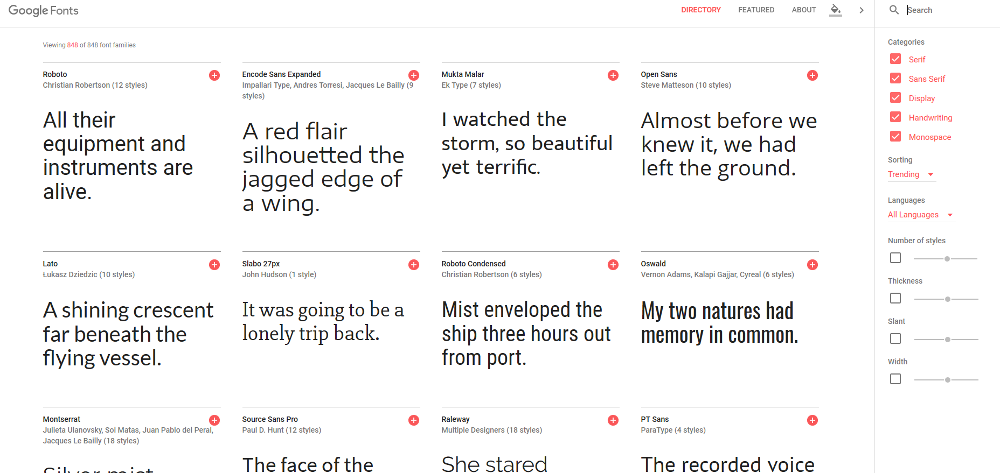 Google Fonts
DIRECTORY
FEATURED
ABOUT
Search
Viewing 848 of 848 font families
Roboto
Christian Robertson (12 styles)
All their
equipment and
instruments are
alive.
Encode Sans Expanded
Impallari Type, Andres Torresi, Jacques Le Bailly (9
styles)
A red flair
silhouetted the
jagged edge of
a wing.
Mukta Malar
Ek Type (7 styles)
I watched the
storm, so beautiful
yet terrific.
Open Sans
Steve Matteson (10 styles)
Almost before we
knew it, we had
left the ground.
Lato
Łukasz Dziedzic (10 styles)
A shining crescent
far beneath the
flying vessel.
Slabo 27px
John Hudson (1 style)
It was going to be a
lonely trip back.
Roboto Condensed
Christian Robertson (6 styles)
Mist enveloped the
ship three hours out
from port.
Oswald
Vernon Adams, Kalapi Gajjar, Cyreal (6 styles)
My two natures had
memory in common.
Montserrat
Julieta Ulanovsky, Sol Matas, Juan Pablo del Peral,
Jacques Le Bailly (18 styles)
Silver mist
Source Sans Pro
Paul D. Hunt (12 styles)
The face of the
Raleway
Multiple Designers (18 styles)
She stared
PT Sans
ParaType (4 styles)
The recorded voice
Categories
Serif
Sans Serif
Display
Handwriting
Monospace
Sorting
Trending
Languages
All Languages
Number of styles
Thickness
Slant
Width